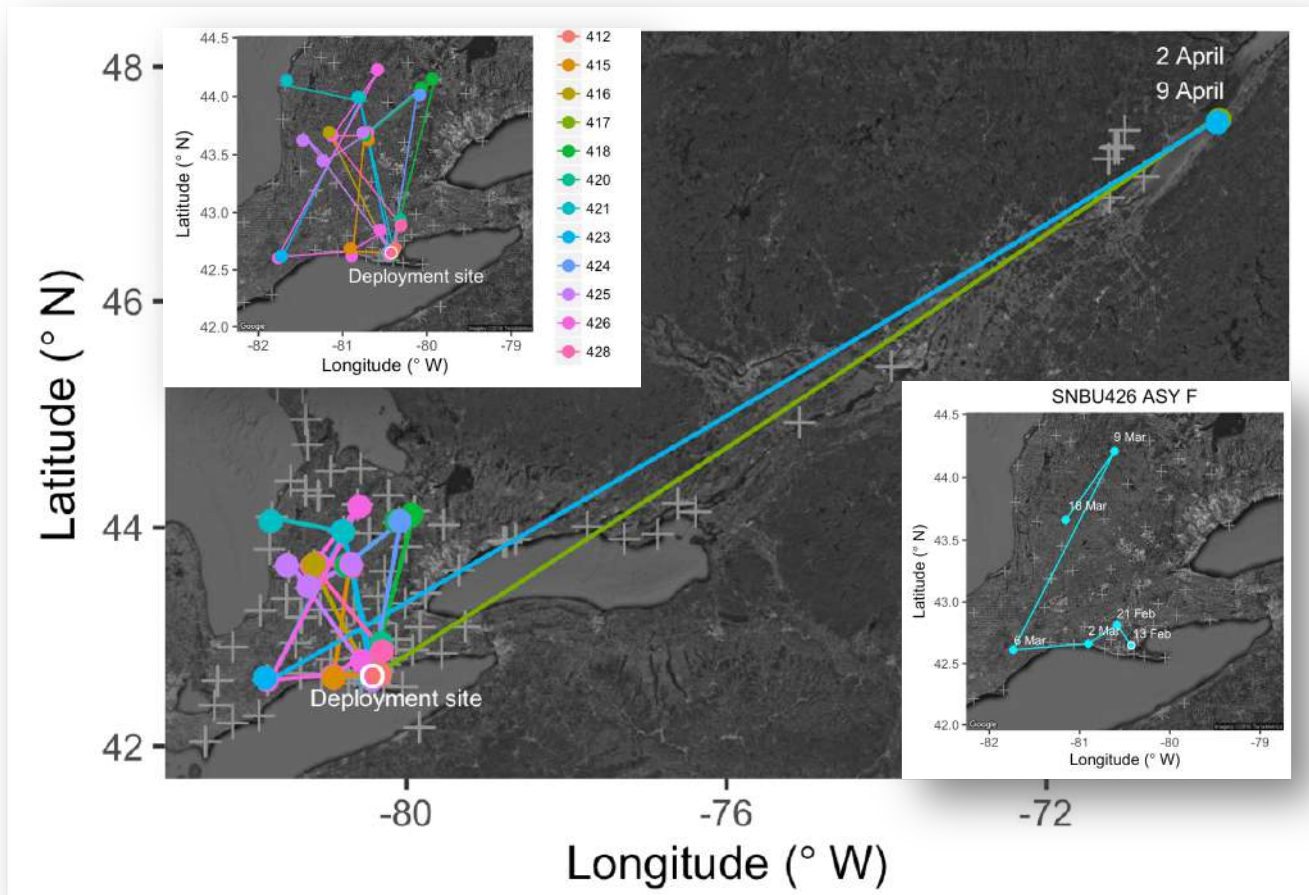 44.5
44.0
43.5
43.0
42.5
42.0
Latitude (° N)
-82
-81
-80
-79
Longitude (° W)
Deployment site
Google
412
415
416
417
418
420
421
423
424
425
426
428
2 April
9 April
48
46
44
42
Latitude (° N)
-80
-76
-72
Longitude (° W)
Deployment site
SNBU426 ASY F
44.5
44.0
43.5
43.0
42.5
42.0
Latitude (° N)
9 Mar
18 Mar
21 Feb
2 Mar
13 Feb
6 Mar
Google
-82
-81
-80
-79
Longitude (° W)